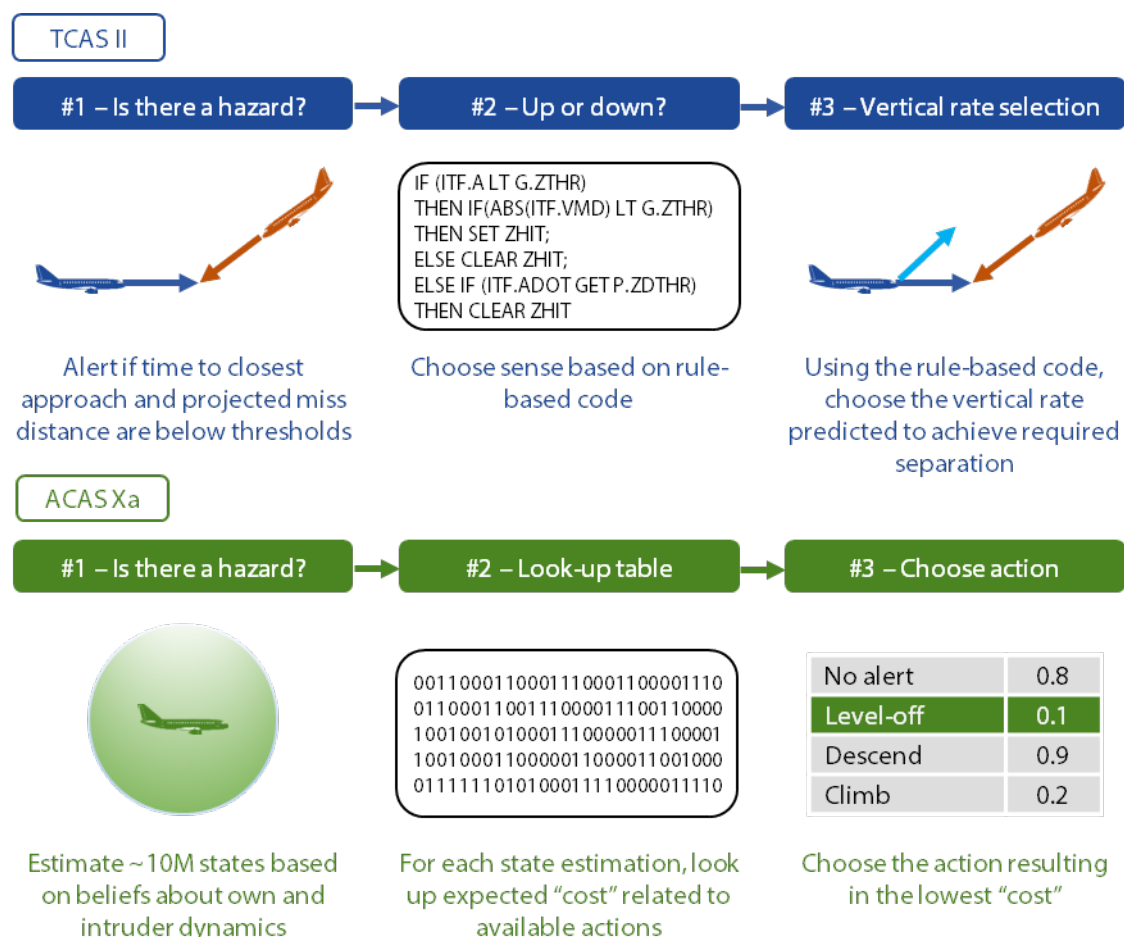 TCAS II
#1 – Is there a hazard?
#2 – Up or down?
#3 – Vertical rate selection
IF (ITF.A LT G.ZTHR)
THEN IF(ABS(ITF.VMD) LT G.ZTHR)
THEN SET ZHIT;
ELSE CLEAR ZHIT;
ELSE IF (ITF.ADOT GET P.ZDTHR)
THEN CLEAR ZHIT
Alert if time to closest
approach and projected miss
distance are below thresholds
Choose sense based on rule-
based code
Using the rule-based code,
choose the vertical rate
predicted to achieve required
separation
ACAS Xa
#1 – Is there a hazard?
#2 – Look-up table
#3 – Choose action
0011000110001110001100001110
0110001100111000011100110000
1001001010001110000011100001
1001000110000011000011001000
0111111010100011110000011110
No alert 0.8
Level-off 0.1
Descend 0.9
Climb 0.2
Estimate ~10M states based
on beliefs about own and
intruder dynamics
For each state estimation, look
up expected “cost” related to
available actions
Choose the action resulting
in the lowest “cost”